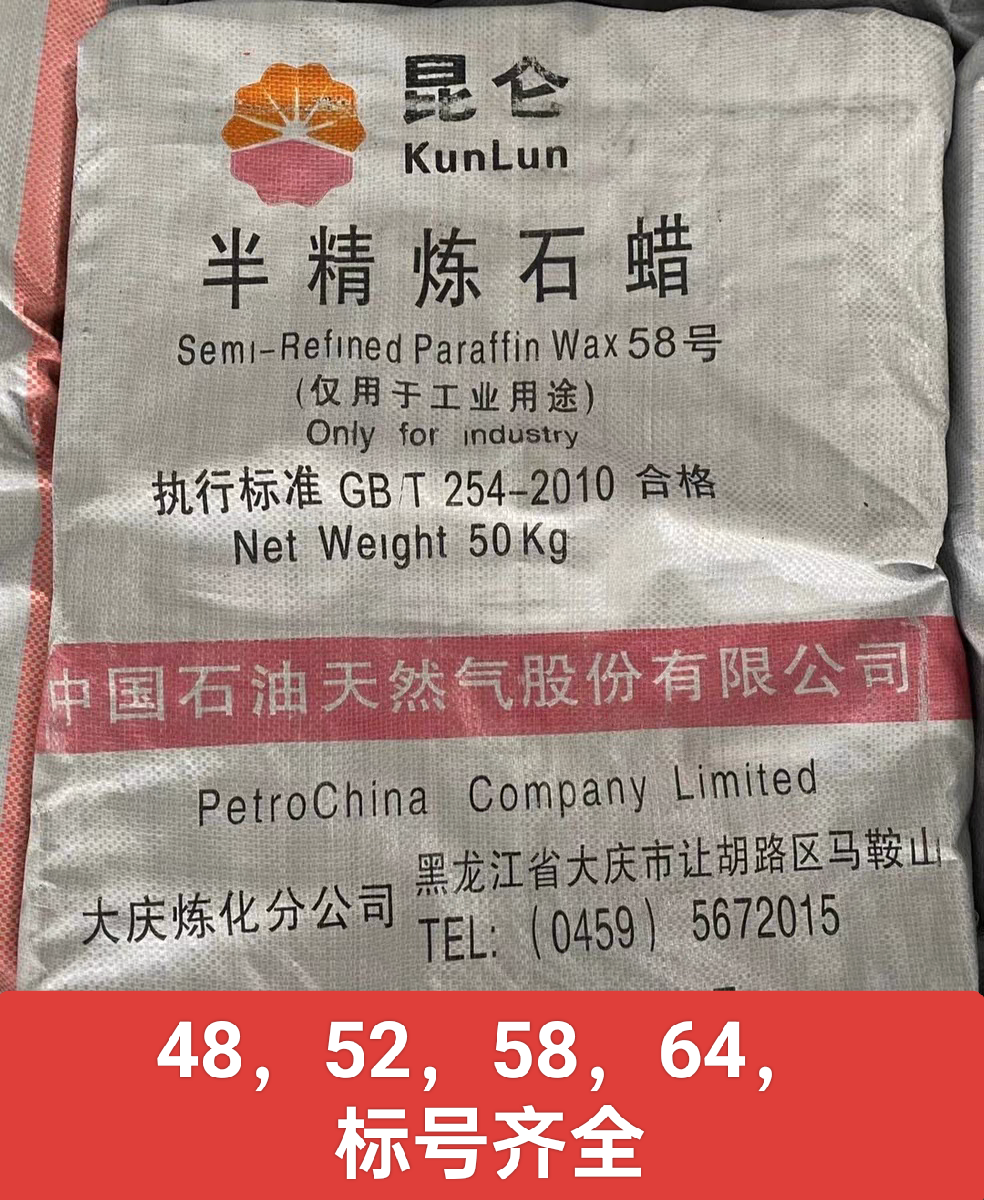 昆仑
KunLun
半精炼石蜡
Semi-Refined Paraffin Wax 58号
(仅用于工业用途)
Only for industry
执行标准 GB/T 254-2010 合格
Net Weight 50Kg
中国石油天然气股份有限公司
PetroChina Company Limited
大庆炼化分公司
黑龙江省大庆市让胡路区马鞍山
TEL: (0459) 5672015
48，52，58，64，
标号齐全